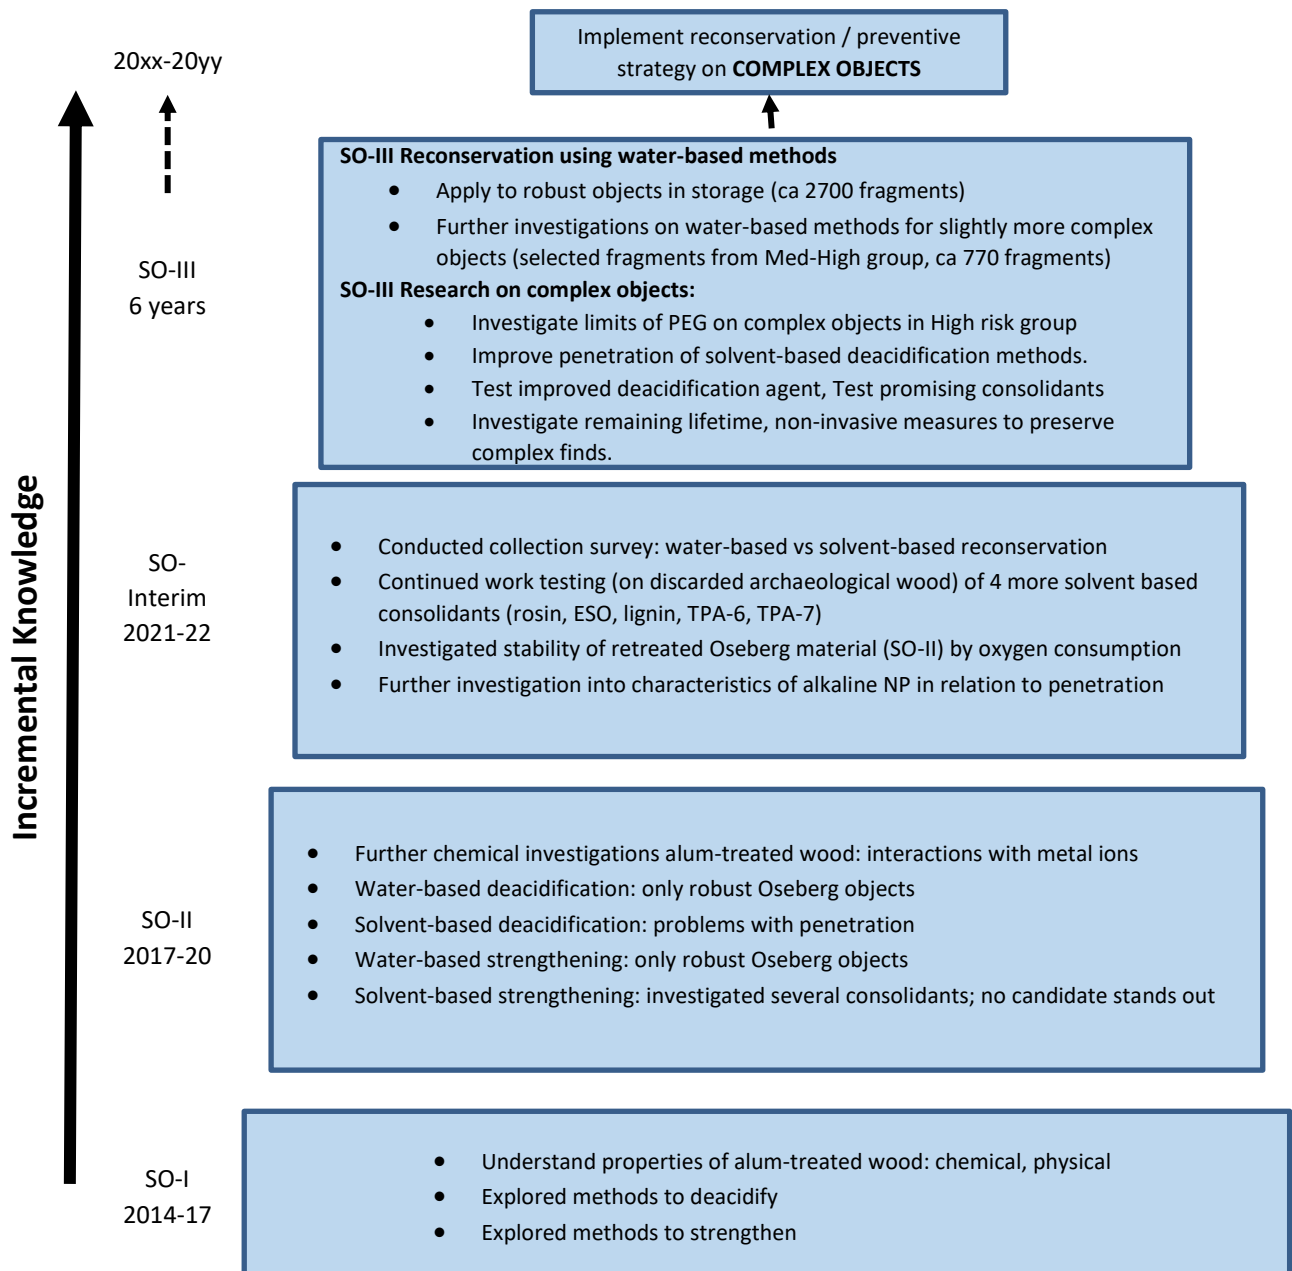 Implement reconservation / preventive
strategy on COMPLEX OBJECTS
20xx-20yy
SO-III Reconservation using water-based methods
• Apply to robust objects in storage (ca 2700 fragments)
• Further investigations on water-based methods for slightly more complex
objects (selected fragments from Med-High group, ca 770 fragments)
SO-III Research on complex objects:
• Investigate limits of PEG on complex objects in High risk group
• Improve penetration of solvent-based deacidification methods.
• Test improved deacidification agent, Test promising consolidants
• Investigate remaining lifetime, non-invasive measures to preserve
complex finds.
SO-III
6 years
Incremental Knowledge
• Conducted collection survey: water-based vs solvent-based reconservation
• Continued work testing (on discarded archaeological wood) of 4 more solvent based
consolidants (rosin, ESO, lignin, TPA-6, TPA-7)
• Investigated stability of retreated Oseberg material (SO-II) by oxygen consumption
• Further investigation into characteristics of alkaline NP in relation to penetration
SO-
Interim
2021-22
• Further chemical investigations alum-treated wood: interactions with metal ions
• Water-based deacidification: only robust Oseberg objects
• Solvent-based deacidification: problems with penetration
• Water-based strengthening: only robust Oseberg objects
• Solvent-based strengthening: investigated several consolidants; no candidate stands out
SO-II
2017-20
• Understand properties of alum-treated wood: chemical, physical
• Explored methods to deacidify
• Explored methods to strengthen
SO-I
2014-17